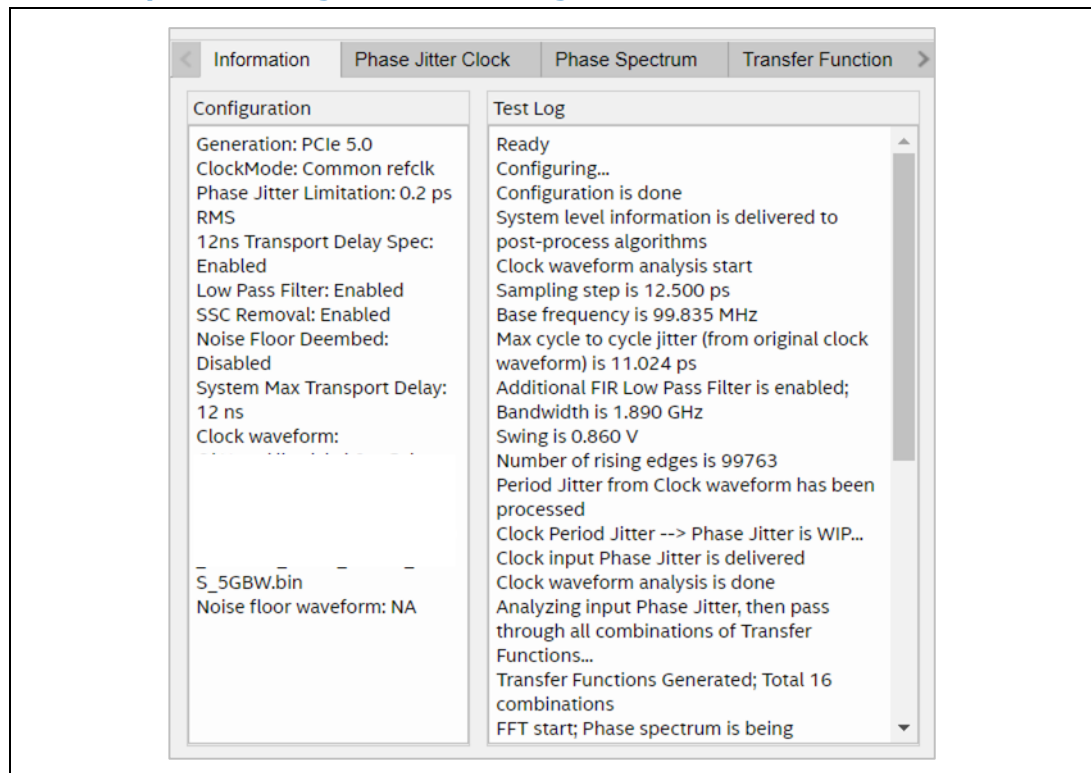 Information
Phase Jitter Clock
Phase Spectrum
Transfer Function
Configuration
Generation: PCIe 5.0
ClockMode: Common refclk
Phase Jitter Limitation: 0.2 ps
RMS
12ns Transport Delay Spec:
Enabled
Low Pass Filter: Enabled
SSC Removal: Enabled
Noise Floor Deembed:
Disabled
System Max Transport Delay:
12 ns
Clock waveform:
S_5GBW.bin
Noise floor waveform: NA
Test Log
Ready
Configuring...
Configuration is done
System level information is delivered to
post-process algorithms
Clock waveform analysis start
Sampling step is 12.500 ps
Base frequency is 99.835 MHz
Max cycle to cycle jitter (from original clock
waveform) is 11.024 ps
Additional FIR Low Pass Filter is enabled;
Bandwidth is 1.890 GHz
Swing is 0.860 V
Number of rising edges is 99763
Period Jitter from Clock waveform has been
processed
Clock Period Jitter --> Phase Jitter is WIP...
Clock input Phase Jitter is delivered
Clock waveform analysis is done
Analyzing input Phase Jitter, then pass
through all combinations of Transfer
Functions...
Transfer Functions Generated; Total 16
combinations
FFT start; Phase spectrum is being